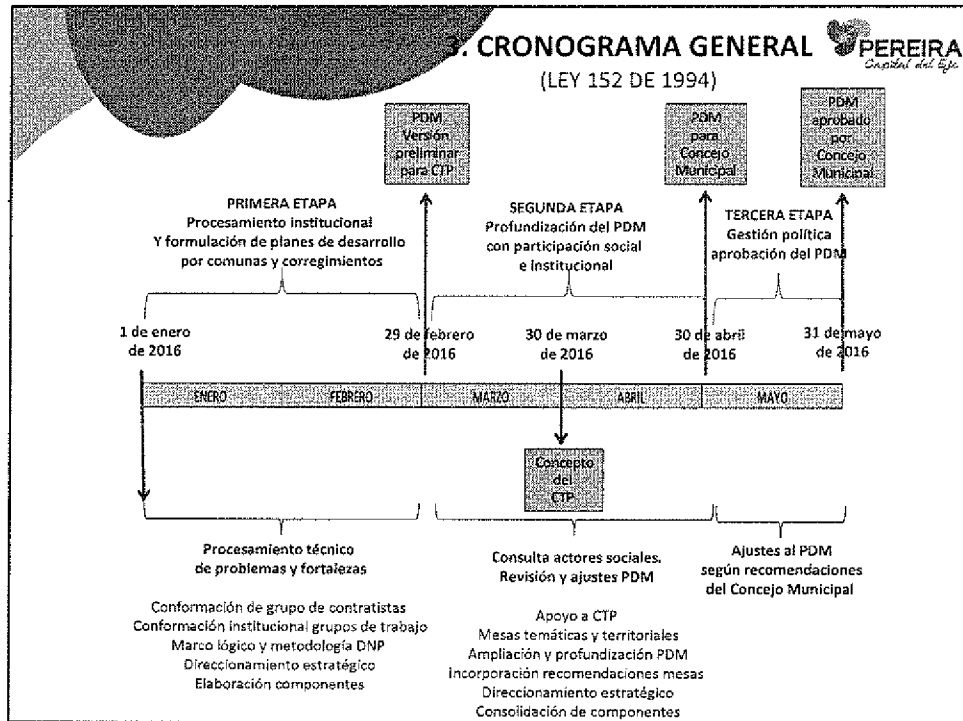 3. CRONOGRAMA GENERAL
(LEY 152 DE 1994)
PEREIRA
Capital del Eje
PDM
Versión
preliminar
para CTP
PDM
para
Concejo
Municipal
PDM
aprobado
por
Concejo
Municipal
PRIMERA ETAPA
Procesamiento institucional
Y formulación de planes de desarrollo
por comunas y corregimientos
SEGUNDA ETAPA
Profundización del PDM
con participación social
e institucional
TERCERA ETAPA
Gestión política
aprobación del PDM
1 de enero
de 2016
29 de febrero
de 2016
30 de marzo
de 2016
30 de abril
de 2016
31 de mayo
de 2016
ENERO
FEBRERO
MARZO
ABRIL
MAYO
Concepto
del
CTP
Procesamiento técnico
de problemas y fortalezas
Conformación de grupo de contratistas
Conformación institucional grupos de trabajo
Marco lógico y metodología DNP
Direccionamiento estratégico
Elaboración componentes
Consulta actores sociales.
Revisión y ajustes PDM
Apoyo a CTP
Mesas temáticas y territoriales
Ampliación y profundización PDM
Incorporación recomendaciones mesas
Direccionamiento estratégico
Consolidación de componentes
Ajustes al PDM
según recomendaciones
del Concejo Municipal